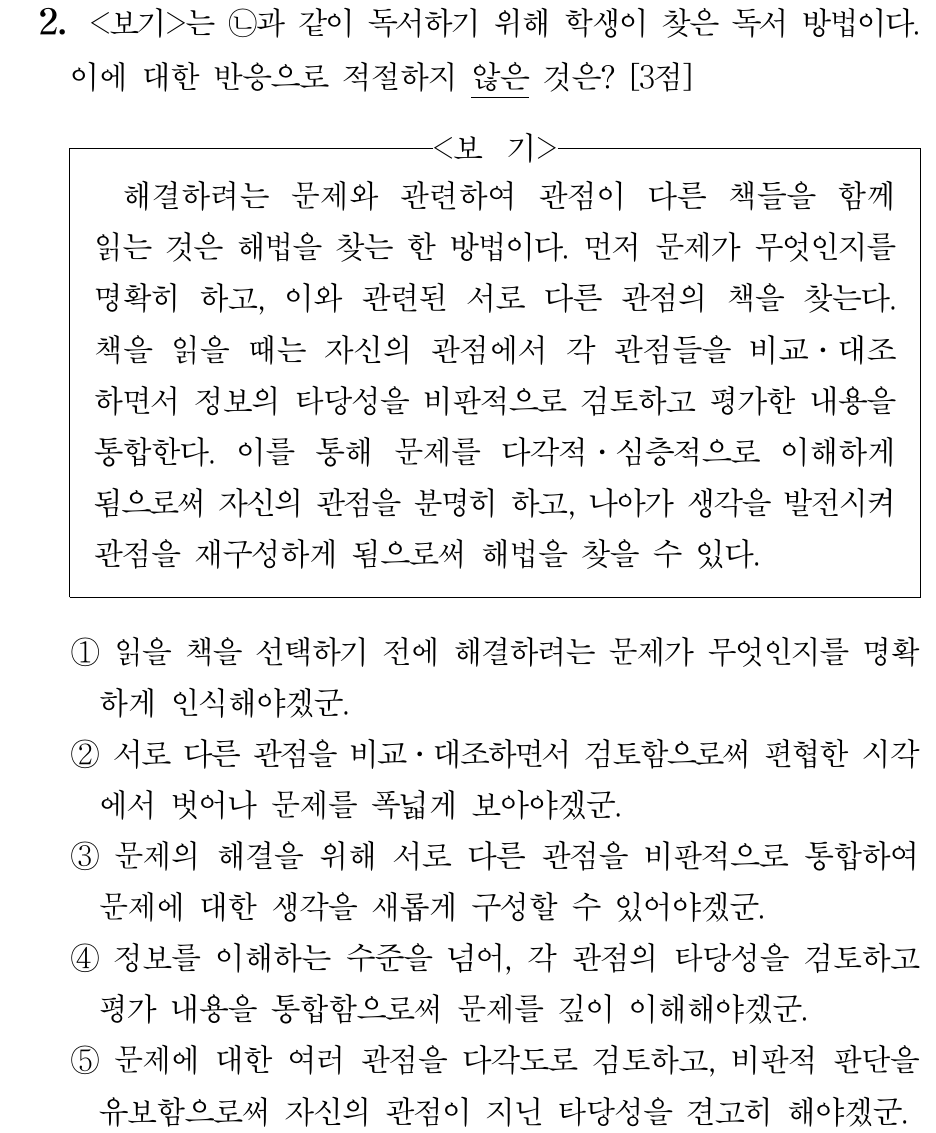 2. <보기>는 ㉡과 같이 독서하기 위해 학생이 찾은 독서 방법이다.
이에 대한 반응으로 적절하지 않은 것은? [3점]
<보 기>
해결하려는 문제와 관련하여 관점이 다른 책들을 함께
읽는 것은 해법을 찾는 한 방법이다. 먼저 문제가 무엇인지를
명확히 하고, 이와 관련된 서로 다른 관점의 책을 찾는다.
책을 읽을 때는 자신의 관점에서 각 관점들을 비교·대조
하면서 정보의 타당성을 비판적으로 검토하고 평가한 내용을
통합한다. 이를 통해 문제를 다각적·심층적으로 이해하게
됨으로써 자신의 관점을 분명히 하고, 나아가 생각을 발전시켜
관점을 재구성하게 됨으로써 해법을 찾을 수 있다.
① 읽을 책을 선택하기 전에 해결하려는 문제가 무엇인지를 명확
하게 인식해야겠군.
② 서로 다른 관점을 비교·대조하면서 검토함으로써 편협한 시각
에서 벗어나 문제를 폭넓게 보아야겠군.
③ 문제의 해결을 위해 서로 다른 관점을 비판적으로 통합하여
문제에 대한 생각을 새롭게 구성할 수 있어야겠군.
④ 정보를 이해하는 수준을 넘어, 각 관점의 타당성을 검토하고
평가 내용을 통합함으로써 문제를 깊이 이해해야겠군.
⑤ 문제에 대한 여러 관점을 다각도로 검토하고, 비판적 판단을
유보함으로써 자신의 관점이 지닌 타당성을 견고히 해야겠군.